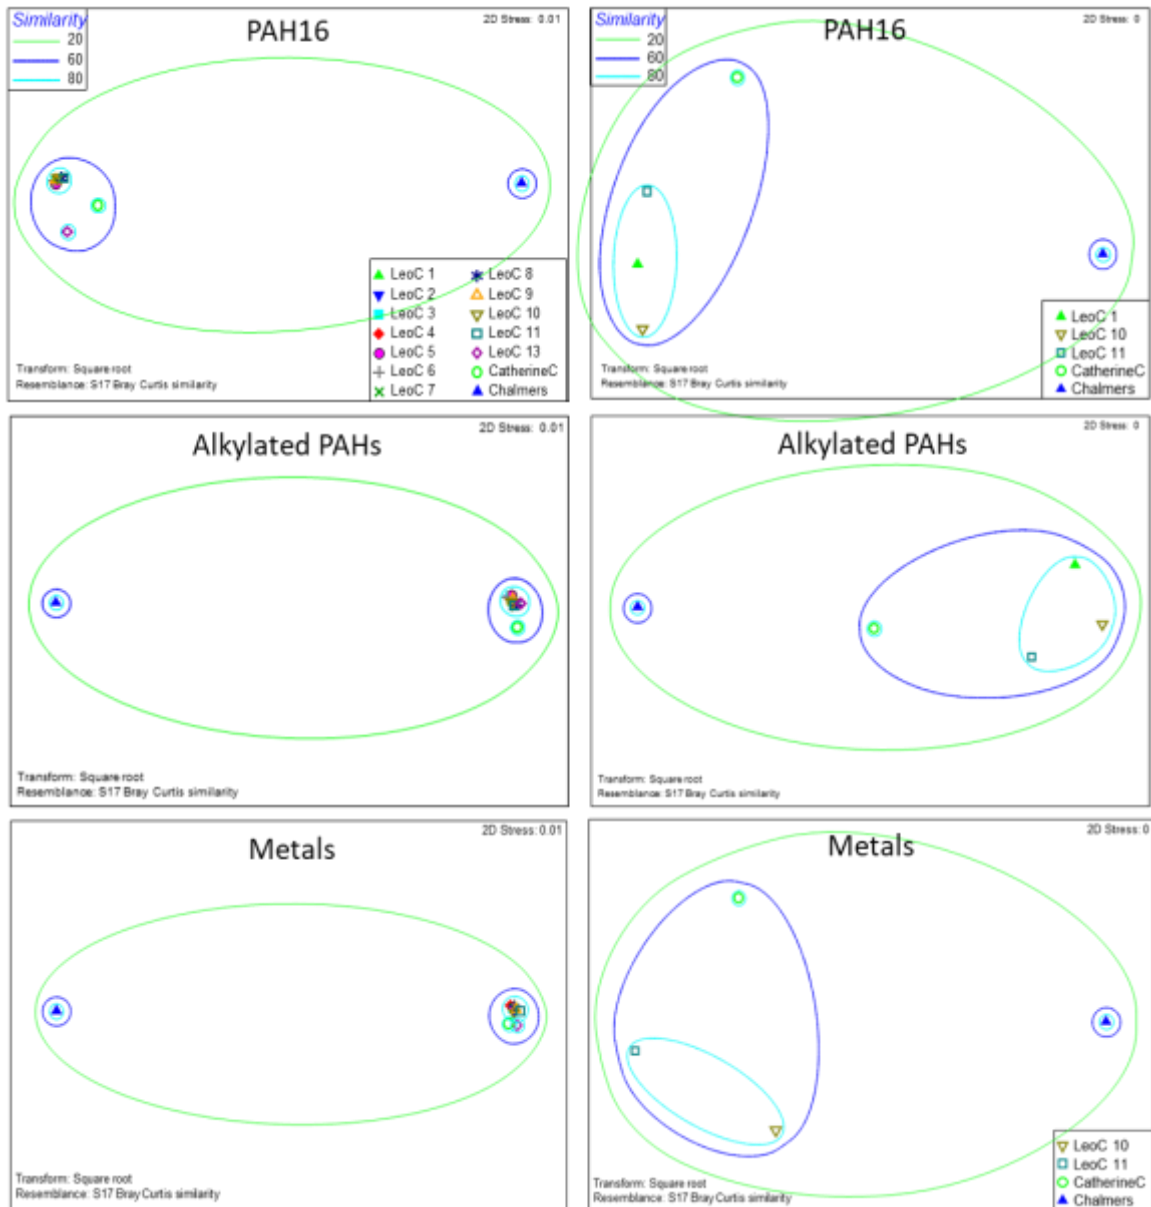 Similarity
20
60
80
PAH16
2D Stress: 0.01
LeoC 1
LeoC 2
LeoC 3
LeoC 4
LeoC 5
LeoC 6
LeoC 7
LeoC 8
LeoC 9
LeoC 10
LeoC 11
LeoC 13
CatherineC
Chalmers
Transform: Square root
Resemblance: S17 Bray Curtis similarity
Similarity
20
60
80
PAH16
2D Stress: 0
LeoC 1
LeoC 10
LeoC 11
CatherineC
Chalmers
Transform: Square root
Resemblance: S17 Bray Curtis similarity
Alkylated PAHs
2D Stress: 0.01
Transform: Square root
Resemblance: S17 Bray Curtis similarity
Alkylated PAHs
2D Stress: 0
Transform: Square root
Resemblance: S17 Bray Curtis similarity
Metals
2D Stress: 0.01
Transform: Square root
Resemblance: S17 Bray Curtis similarity
Metals
2D Stress: 0
LeoC 10
LeoC 11
CatherineC
Chalmers
Transform: Square root
Resemblance: S17 Bray Curtis similarity